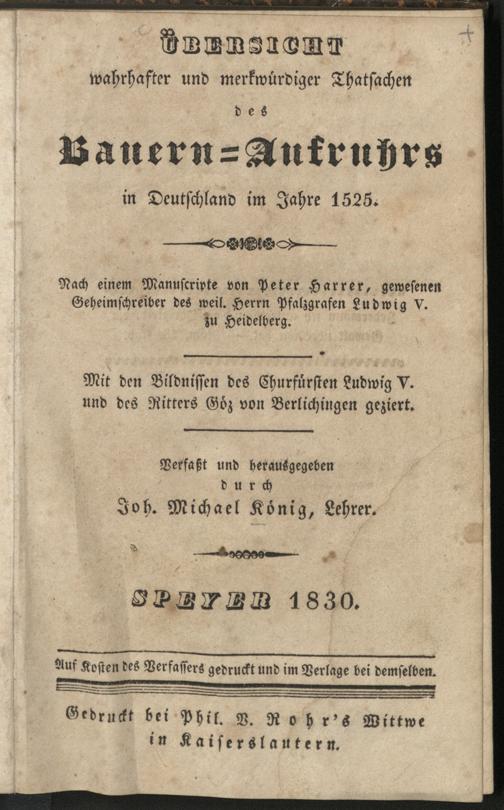 ÜBERSICHT
wahrhafter und merkwürdiger Thatsachen
des
Bauern=Aufruhrs
in Deutschland im Jahre 1525.
Nach einem Manuscripte von Peter Harrer, gewesenen
Geheimschreiber des weil. Herrn Pfalzgrafen Ludwig V.
zu Heidelberg.
Mit den Bildnissen des Churfürsten Ludwig V.
und des Ritters Göz von Berlichingen geziert.
Verfaßt und herausgegeben
durch
Joh. Michael König, Lehrer.
SPEYER 1830.
Auf Kosten des Verfassers gedruckt und im Verlage bei demselben.
Gedruckt bei Phil. V. Rohr's Wittwe
in Kaiserslautern.